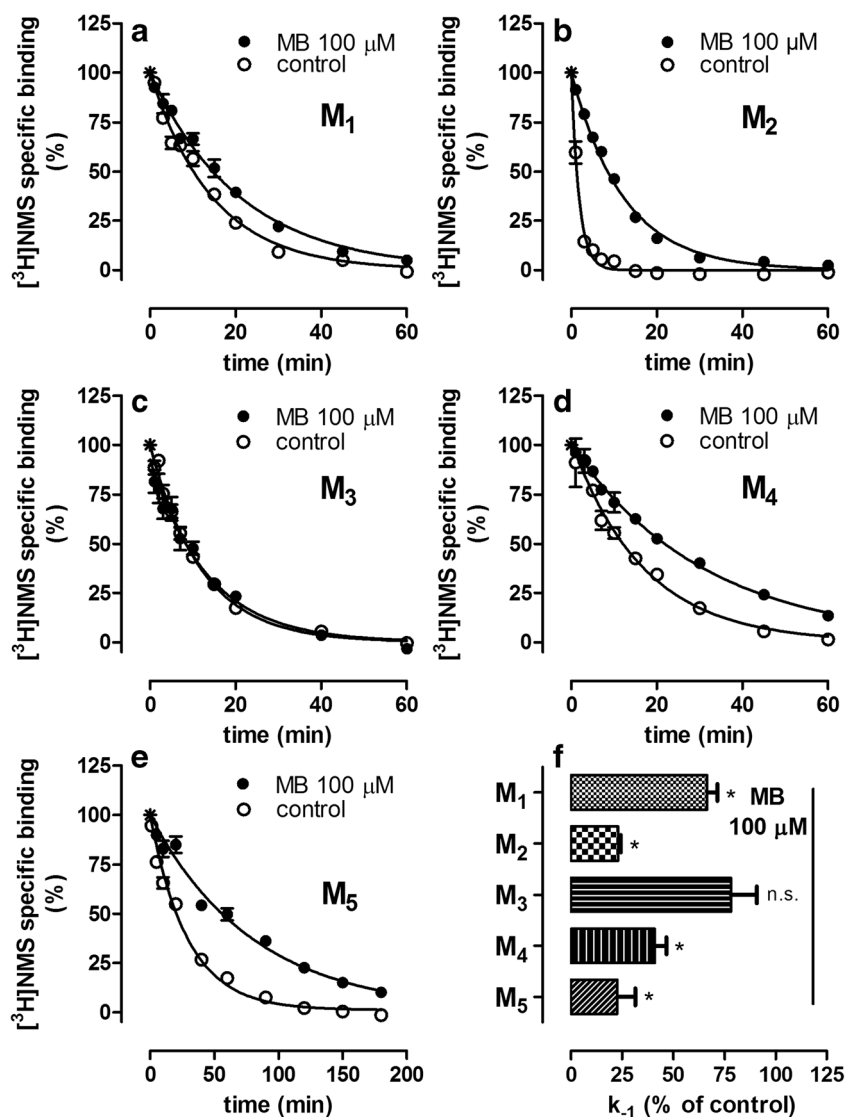 a
MB 100 μM
control
M₁
[³H]NMS specific binding
(%)
125
100
75
50
25
0
0 20 40 60
time (min)
b
MB 100 μM
control
M₂
[³H]NMS specific binding
(%)
125
100
75
50
25
0
0 20 40 60
time (min)
c
MB 100 μM
control
M₃
[³H]NMS specific binding
(%)
125
100
75
50
25
0
0 20 40 60
time (min)
d
MB 100 μM
control
M₄
[³H]NMS specific binding
(%)
125
100
75
50
25
0
0 20 40 60
time (min)
e
MB 100 μM
control
M₅
[³H]NMS specific binding
(%)
125
100
75
50
25
0
0 50 100 150 200
time (min)
f
M₁ *
M₂ *
M₃ n.s.
M₄ *
M₅ *
MB
100 μM
0 25 50 75 100 125
k₋₁ (% of control)